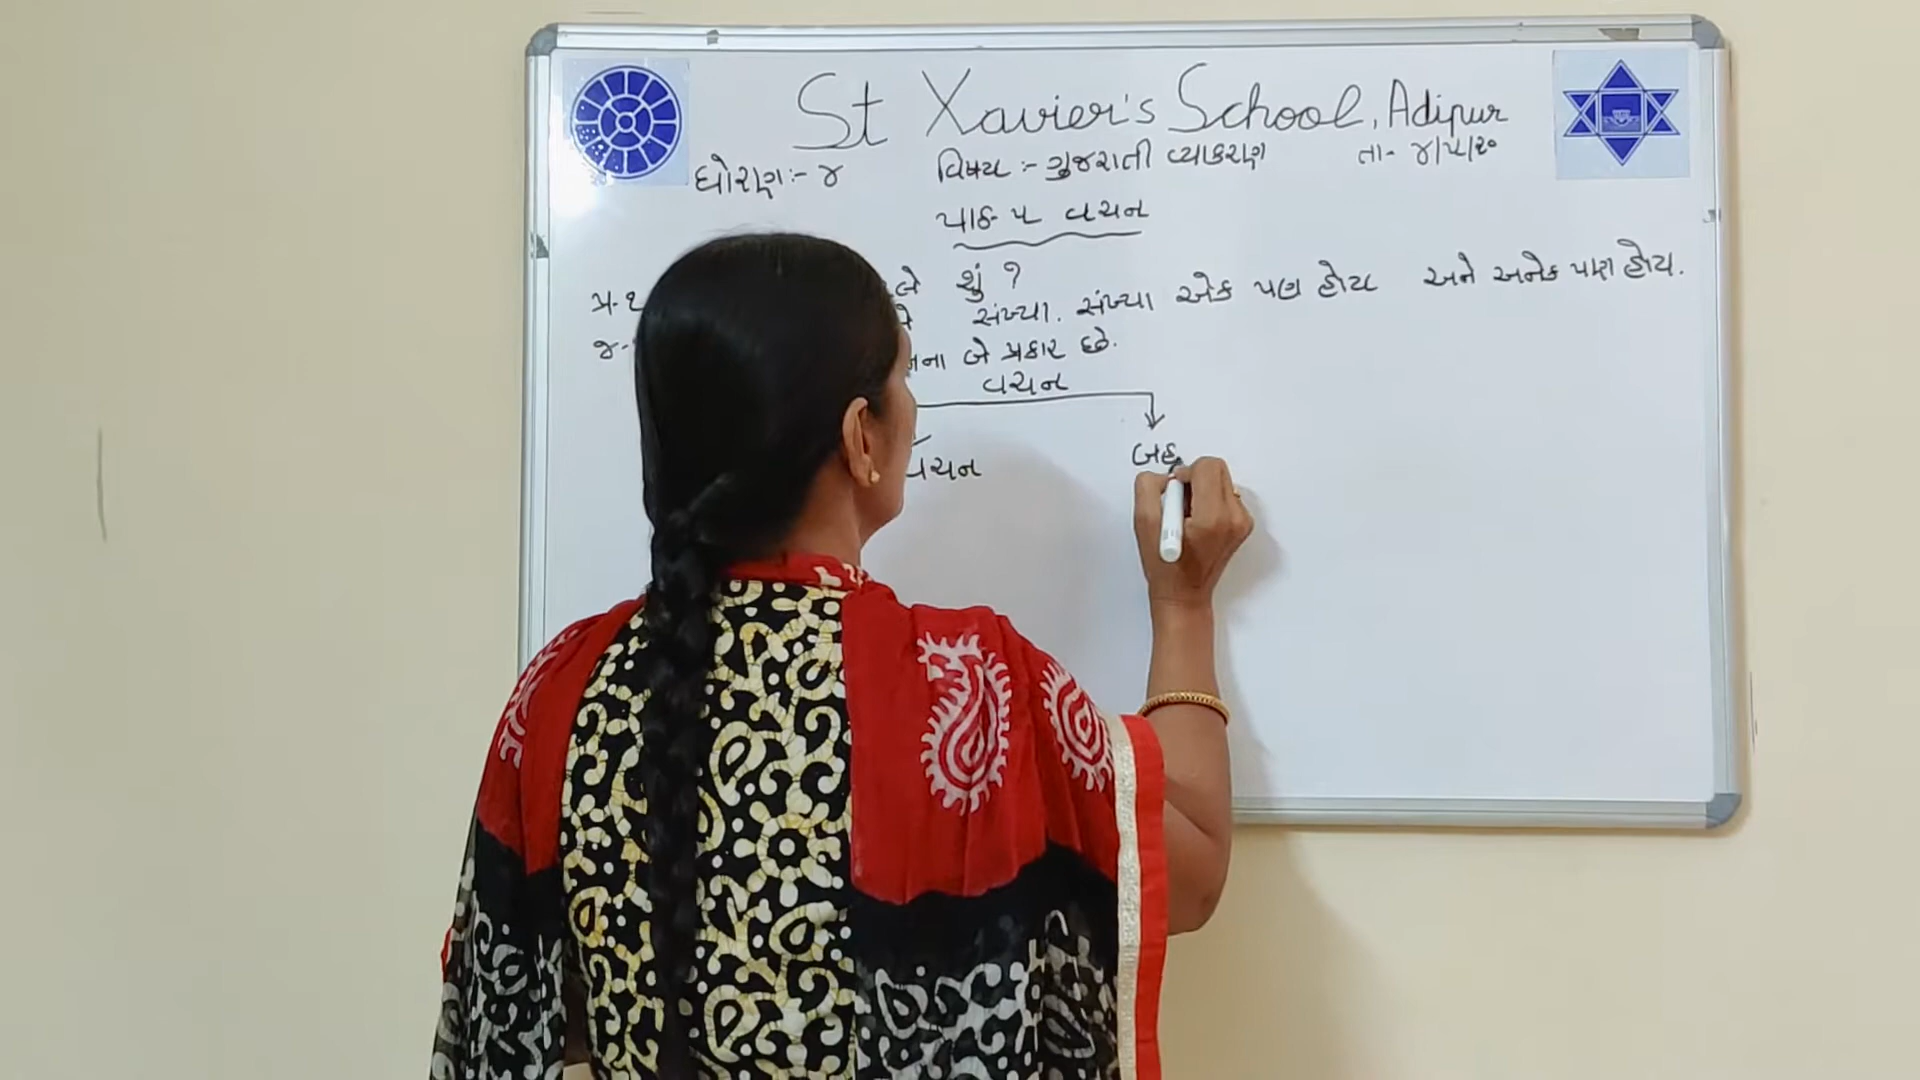 St Xavier's School, Adipur
ધોરણ:- ૪ વિષય :- ગુજરાતી વ્યાકરણ તા- ૪/૫/૨૦
પાઠ- ૫ વચન
પ્ર-૧ લે શું ?
જ- સંખ્યા. સંખ્યા એક પણ હોય અને અનેક પણ હોય.
ના બે પ્રકાર છે.
વચન
વચન બહુ